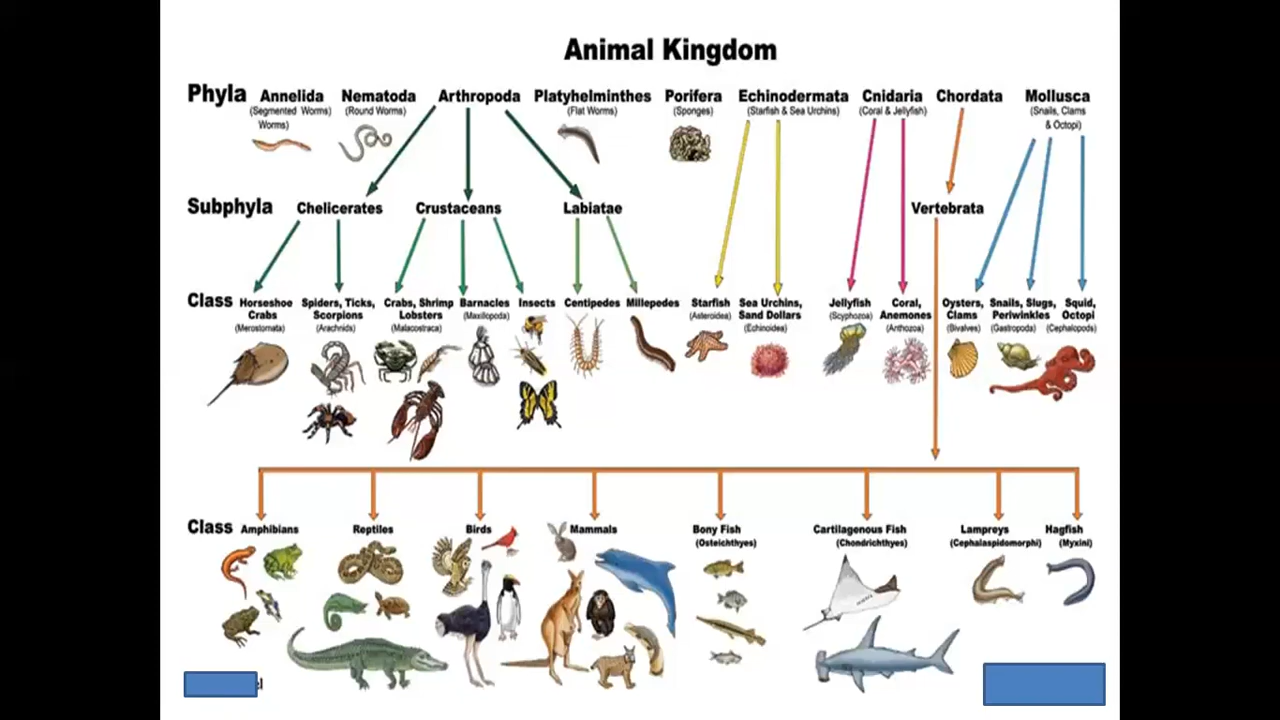 Animal Kingdom
Phyla Annelida Nematoda Arthropoda Platyhelminthes Porifera Echinodermata Cnidaria Chordata Mollusca
(Segmented Worms) (Round Worms) (Flat Worms) (Sponges) (Starfish & Sea Urchins) (Coral & Jellyfish) (Snails, Clams
Worms) & Octopi)
Subphyla Chelicerates Crustaceans Labiatae Vertebrata
Class Horseshoe Spiders, Ticks, Crabs, Shrimp Barnacles Insects Centipedes Millepedes Starfish Sea Urchins, Jellyfish Coral, Oysters, Snails, Slugs, Squid,
Crabs Scorpions Lobsters (Maxillopoda) (Asteroidea) Sand Dollars (Scyphozoa) Anemones Clams Periwinkles Octopi
(Merostomata) (Arachnids) (Malacostraca) (Echinoidea) (Anthozoa) (Bivalves) (Gastropoda) (Cephalopods)
Class Amphibians Reptiles Birds Mammals Bony Fish Cartilagenous Fish Lampreys Hagfish
(Osteichthyes) (Chondrichthyes) (Cephalaspidomorphi) (Myxini)